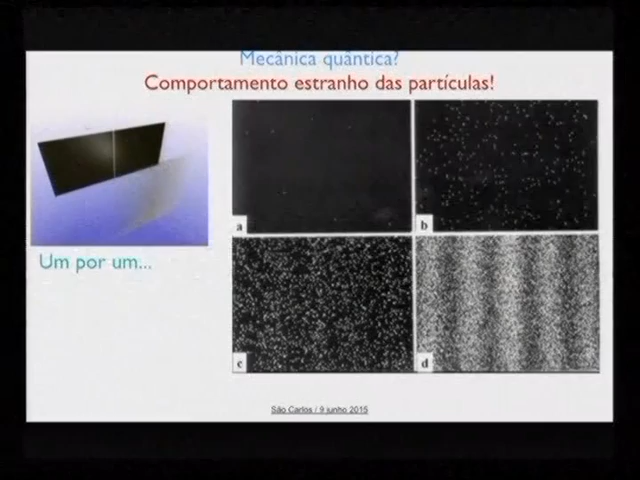 Mecânica quântica?
Comportamento estranho das partículas!
a
b
Um por um...
c
d
São Carlos / 9 junho 2015